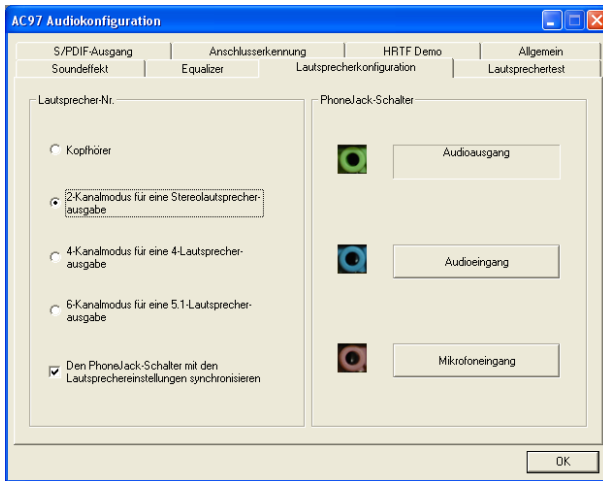 AC97 Audiokonfiguration
S/PDIF-Ausgang
Anschlusserkennung
HRTF Demo
Allgemein
Soundeffekt
Equalizer
Lautsprecherkonfiguration
Lautsprechertest
Lautsprecher-Nr.
Kopfhörer
2-Kanalmodus für eine Stereolautsprecher-
ausgabe
4-Kanalmodus für eine 4-Lautsprecher-
ausgabe
6-Kanalmodus für eine 5.1-Lautsprecher-
ausgabe
Den PhoneJack-Schalter mit den
Lautsprechereinstellungen synchronisieren
PhoneJack-Schalter
Audioausgang
Audioeingang
Mikrofoneingang
OK